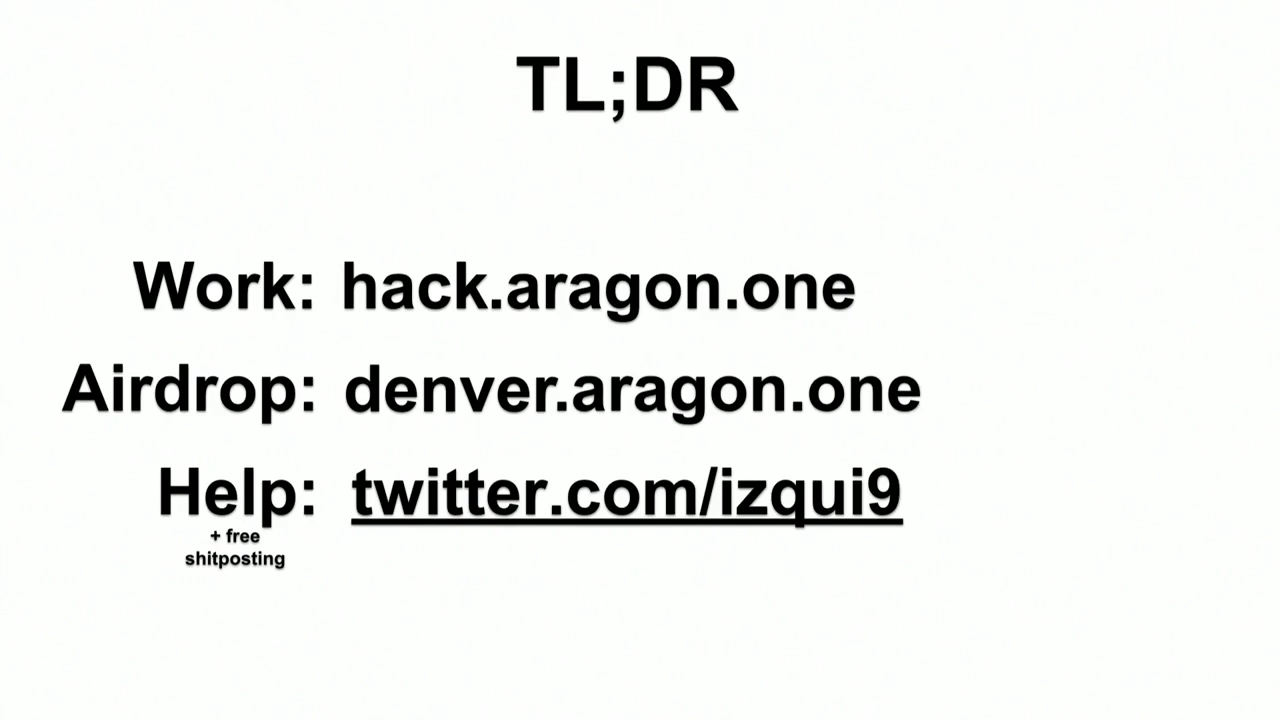 TL;DR
Work: hack.aragon.one
Airdrop: denver.aragon.one
Help: twitter.com/izqui9
+ free
shitposting